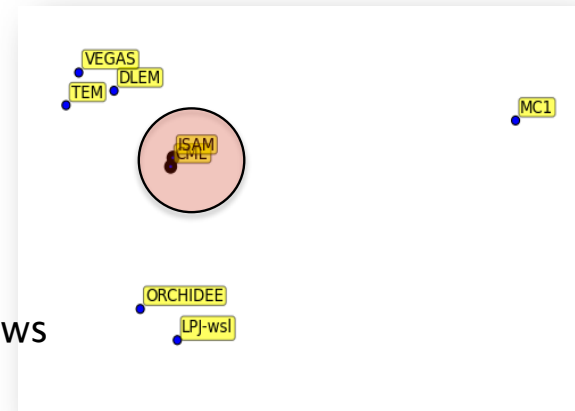 VEGAS
DLEM
TEM
MC1
ISAM
CML
ORCHIDEE
LPJ-wsl
ws